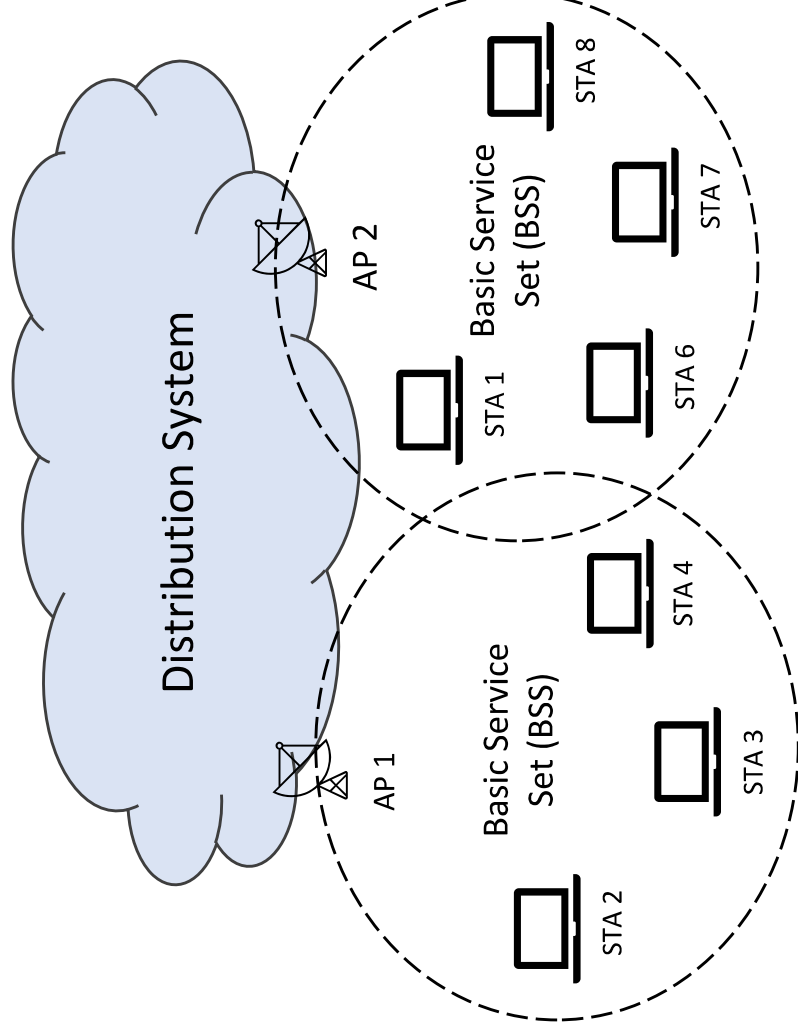 Distribution System
AP 1
AP 2
Basic Service
Set (BSS)
STA 2
STA 3
STA 4
Basic Service
Set (BSS)
STA 1
STA 6
STA 7
STA 8